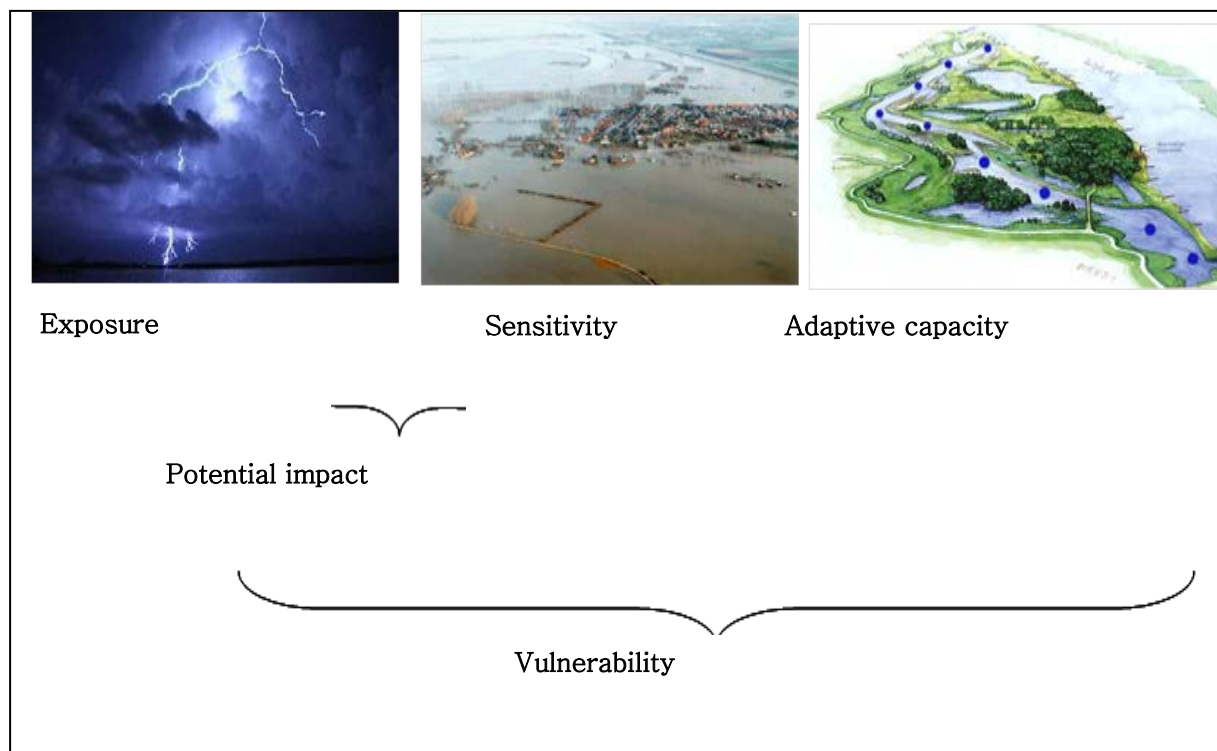 Exposure
Sensitivity
Adaptive capacity
Potential impact
Vulnerability